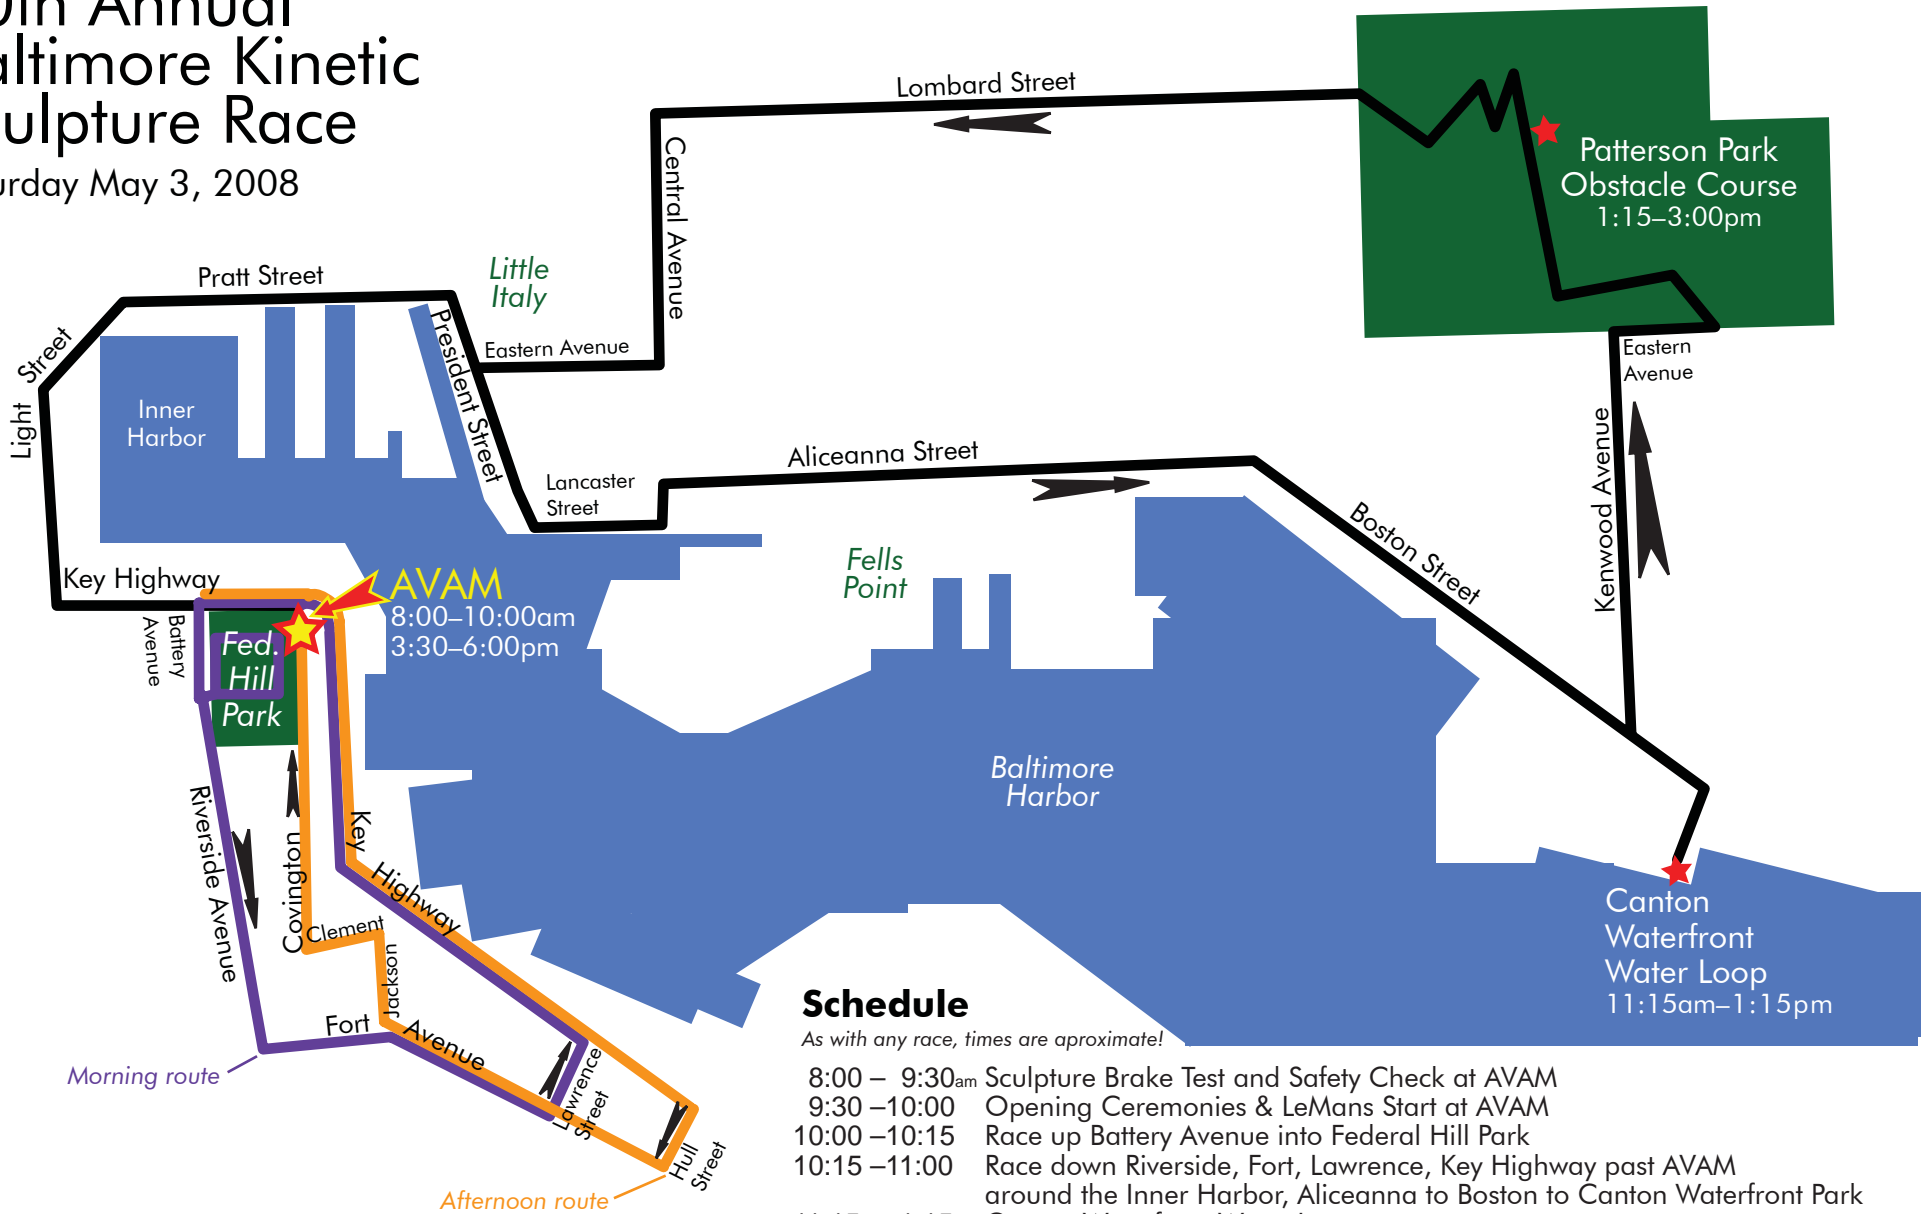 Annual
Kinetic
Race
May 3, 2008
Lombard Street
Patterson Park
Obstacle Course
1:15–3:00pm
Central Avenue
Little
Italy
Pratt Street
President Street
Eastern Avenue
Light
Street
Inner
Harbor
Eastern
Avenue
Kenwood Avenue
Lancaster
Street
Aliceanna Street
Boston Street
Fells
Point
Key Highway
AVAM
8:00–10:00am
3:30–6:00pm
Battery
Avenue
Fed.
Hill
Park
Baltimore
Harbor
Riverside Avenue
Covington
Key
Highway
Clement
Jackson
Fort
Avenue
Lawrence
Street
Hull
Street
Morning route
Afternoon route
Canton
Waterfront
Water Loop
11:15am–1:15pm
Schedule
As with any race, times are aproximate!
8:00 – 9:30am Sculpture Brake Test and Safety Check at AVAM
9:30 –10:00 Opening Ceremonies & LeMans Start at AVAM
10:00 –10:15 Race up Battery Avenue into Federal Hill Park
10:15 –11:00 Race down Riverside, Fort, Lawrence, Key Highway past AVAM
around the Inner Harbor, Aliceanna to Boston to Canton Waterfront Park